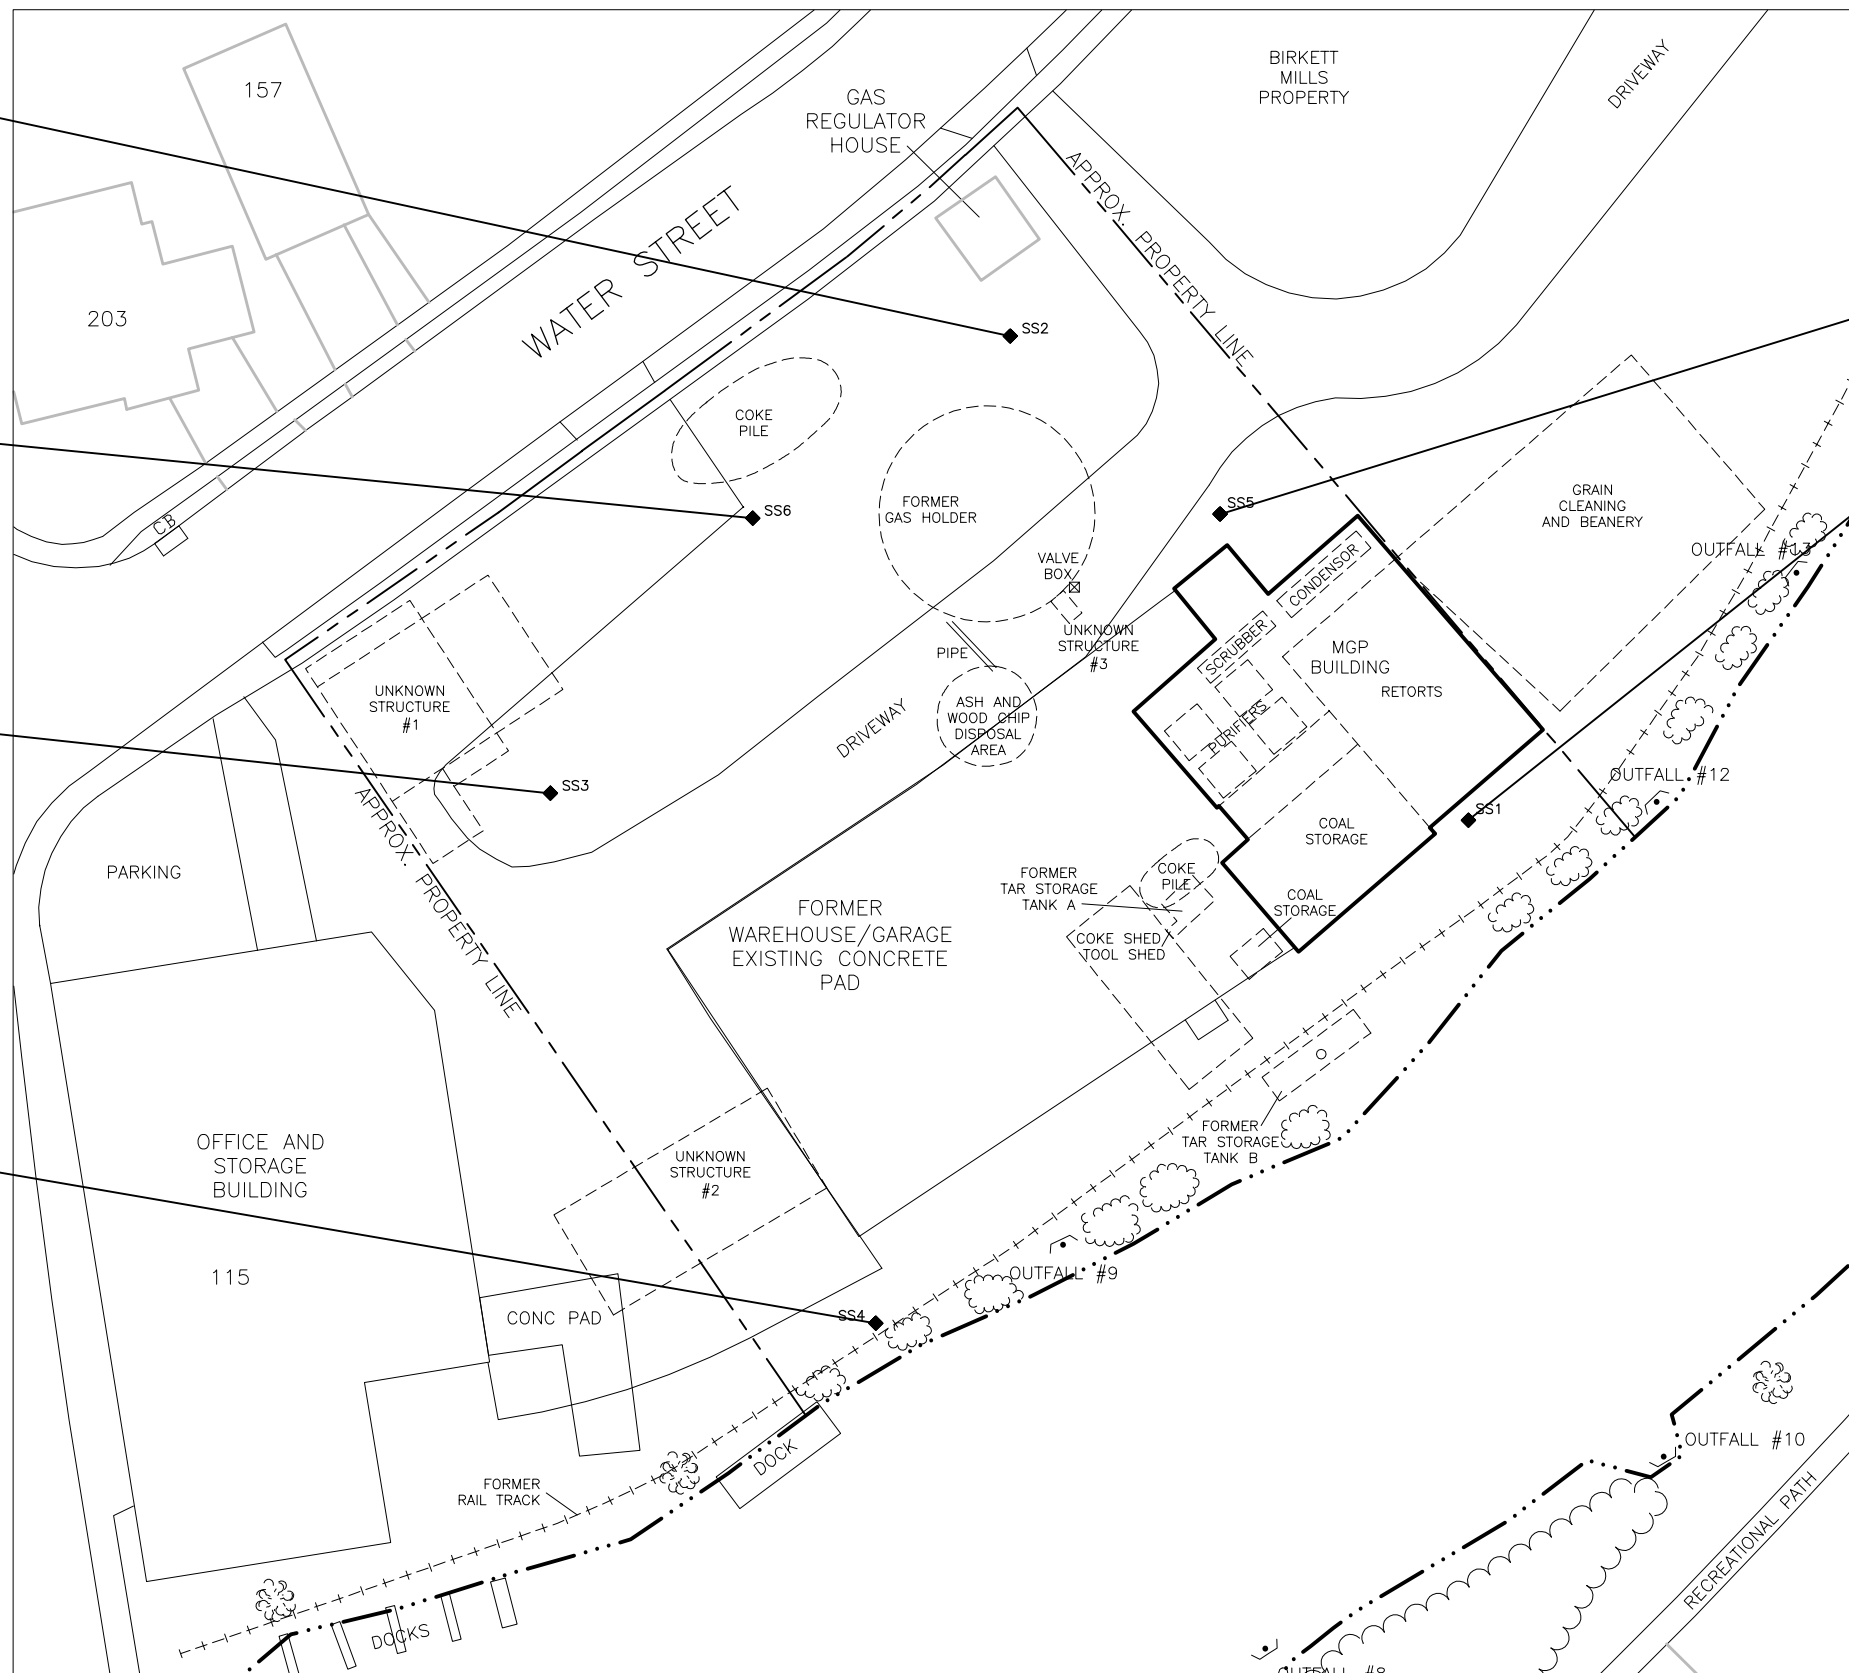 157
GAS
REGULATOR
HOUSE
BIRKETT
MILLS
PROPERTY
DRIVEWAY
APPROX. PROPERTY LINE
203
WATER STREET
SS2
COKE
PILE
CB
SS6
FORMER
GAS HOLDER
SS5
GRAIN
CLEANING
AND BEANERY
OUTFALL #13
VALVE
BOX
CONDENSOR
SCRUBBER
UNKNOWN
STRUCTURE
#3
PIPE
MGP
BUILDING
RETORTS
UNKNOWN
STRUCTURE
#1
ASH AND
WOOD CHIP
DISPOSAL
AREA
DRIVEWAY
PURIFIERS
OUTFALL #12
SS3
SS1
APPROX. PROPERTY LINE
COAL
STORAGE
PARKING
FORMER
TAR STORAGE
TANK A
COKE
PILE
COAL
STORAGE
FORMER
WAREHOUSE/GARAGE
EXISTING CONCRETE
PAD
COKE SHED/
TOOL SHED
OFFICE AND
STORAGE
BUILDING
UNKNOWN
STRUCTURE
#2
FORMER
TAR STORAGE
TANK B
115
OUTFALL #9
CONC PAD
SS4
DOCK
OUTFALL #10
FORMER
RAIL TRACK
RECREATIONAL PATH
DOCKS
OUTFALL #8